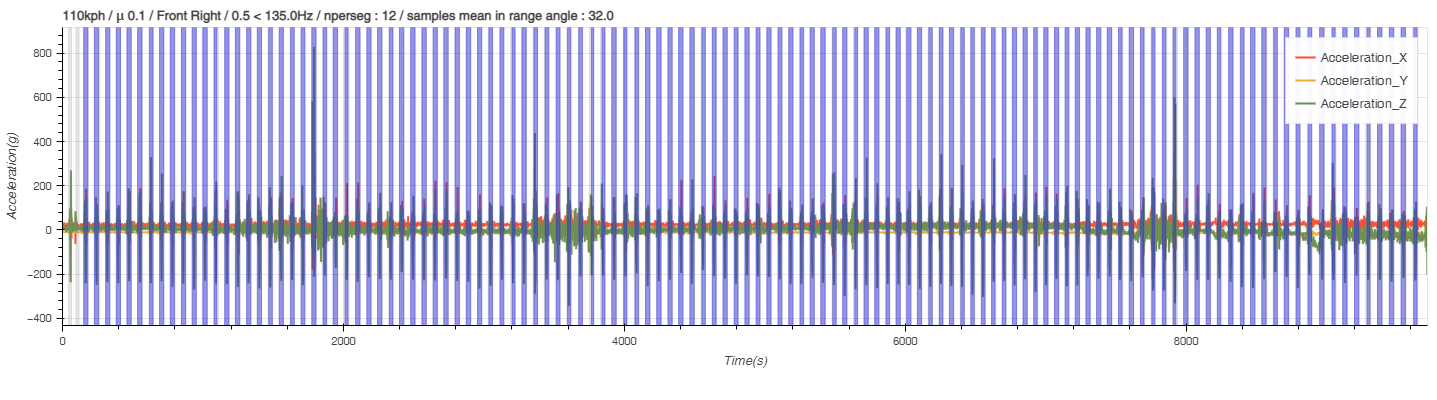 110kph / μ 0.1 / Front Right / 0.5 < 135.0Hz / nperseg : 12 / samples mean in range angle : 32.0
800
600
400
200
0
−200
−400
Acceleration(g)
Acceleration_X
Acceleration_Y
Acceleration_Z
0
2000
4000
6000
8000
Time(s)